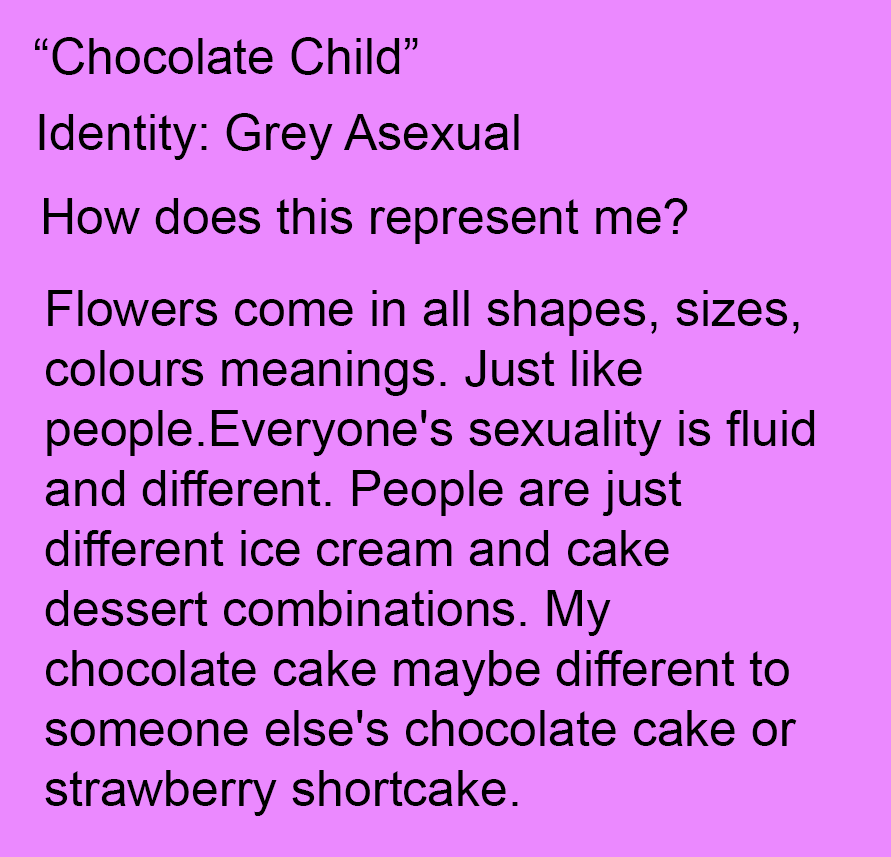 “Chocolate Child”
Identity: Grey Asexual
How does this represent me?
Flowers come in all shapes, sizes,
colours meanings. Just like
people.Everyone's sexuality is fluid
and different. People are just
different ice cream and cake
dessert combinations. My
chocolate cake maybe different to
someone else's chocolate cake or
strawberry shortcake.